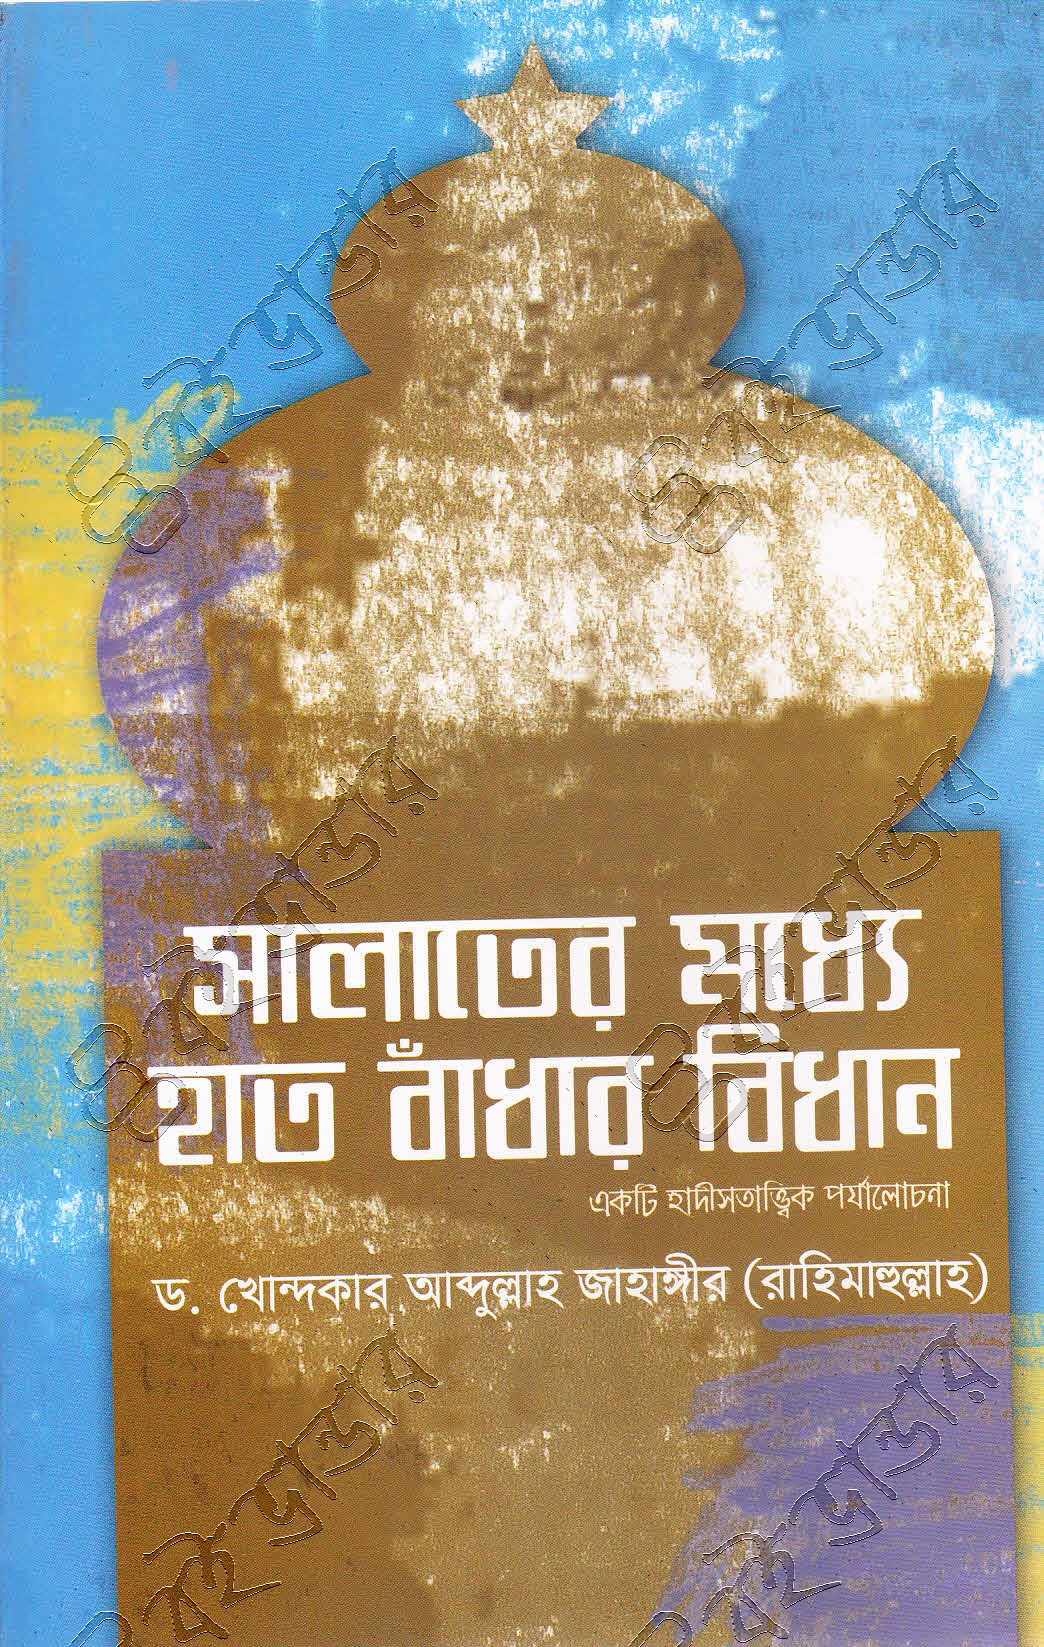 সালাতের মধ্যে
হাত বাঁধার বিধান
একটি হাদীসতাত্ত্বিক পর্যালোচনা
ড. খোন্দকার আব্দুল্লাহ জাহাঙ্গীর (রাহিমাহুল্লাহ)